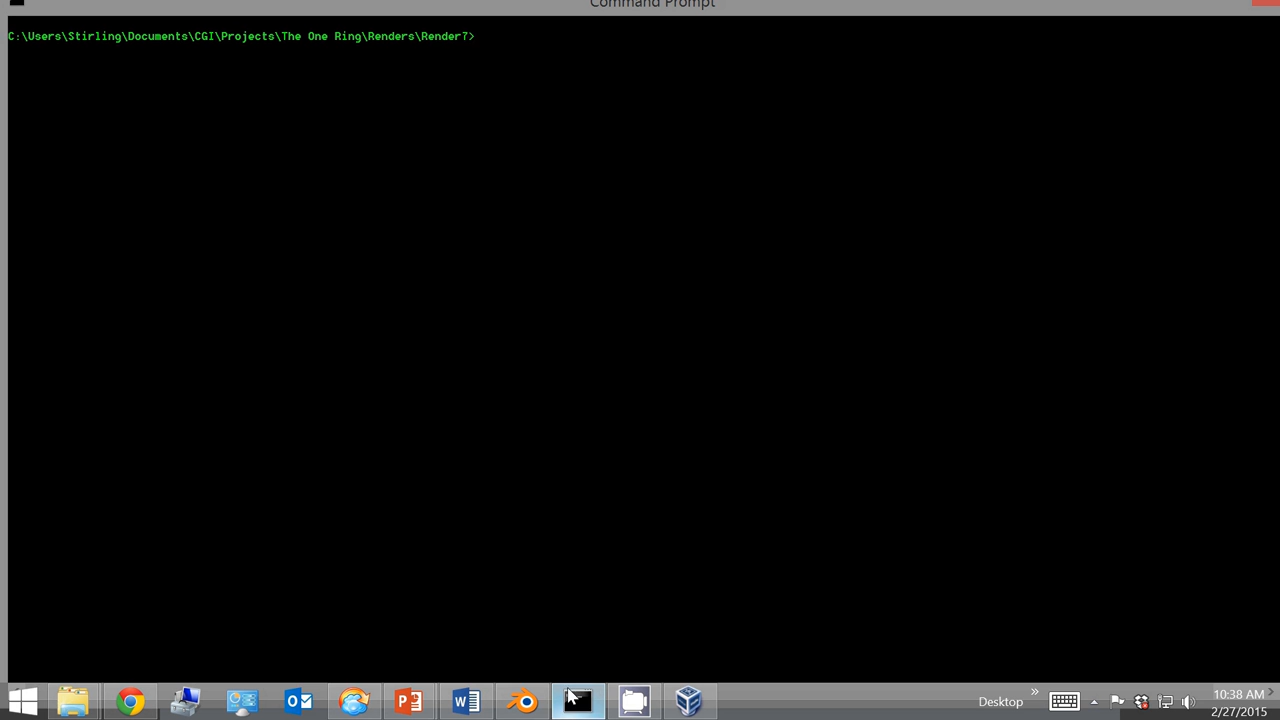 Command Prompt
C:\Users\Stirling\Documents\CGI\Projects\The One Ring\Renders\Render7>
Desktop
10:38 AM
2/27/2015